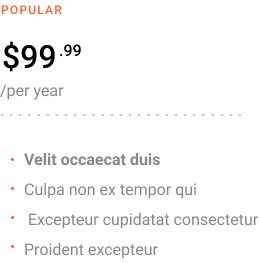 POPULAR
$99.99
/per year
Velit occaecat duis
Culpa non ex tempor qui
Excepteur cupidatat consectetur
Proident excepteur